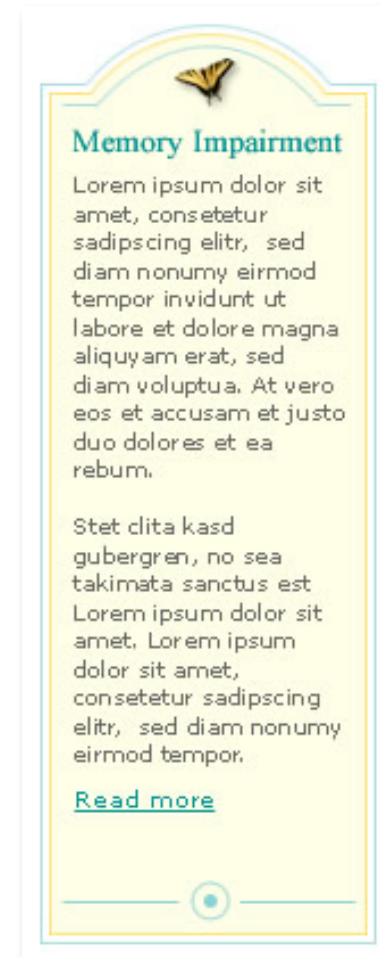 Memory Impairment
Lorem ipsum dolor sit
amet, consetetur
sadipscing elitr,  sed
diam nonumy eirmod
tempor invidunt ut
labore et dolore magna
aliquyam erat, sed
diam voluptua. At vero
eos et accusam et justo
duo dolores et ea
rebum.
Stet clita kasd
gubergren, no sea
takimata sanctus est
Lorem ipsum dolor sit
amet. Lorem ipsum
dolor sit amet,
consetetur sadipscing
elitr,  sed diam nonumy
eirmod tempor.
Read more